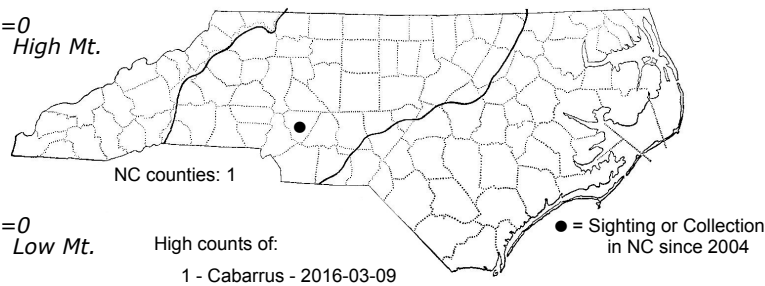 =0
High Mt.
NC counties: 1
=0
Low Mt.
High counts of:
1 - Cabarrus - 2016-03-09
● = Sighting or Collection
in NC since 2004